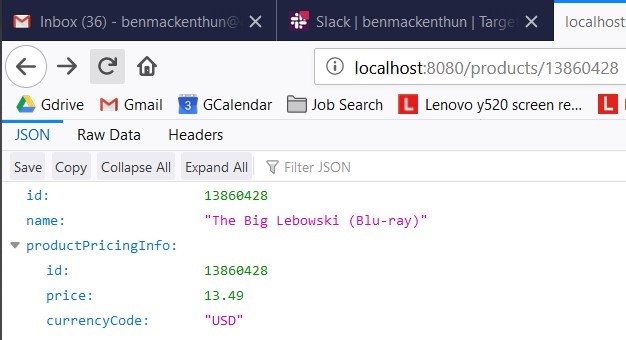 Inbox (36) - benmackenthun@ Slack | benmackenthun | Targe localhost
localhost:8080/products/13860428
Gdrive Gmail 3 GCalendar Job Search L Lenovo y520 screen re... L
JSON Raw Data Headers
Save Copy Collapse All Expand All Filter JSON
id: 13860428
name: "The Big Lebowski (Blu-ray)"
productPricingInfo:
id: 13860428
price: 13.49
currencyCode: "USD"